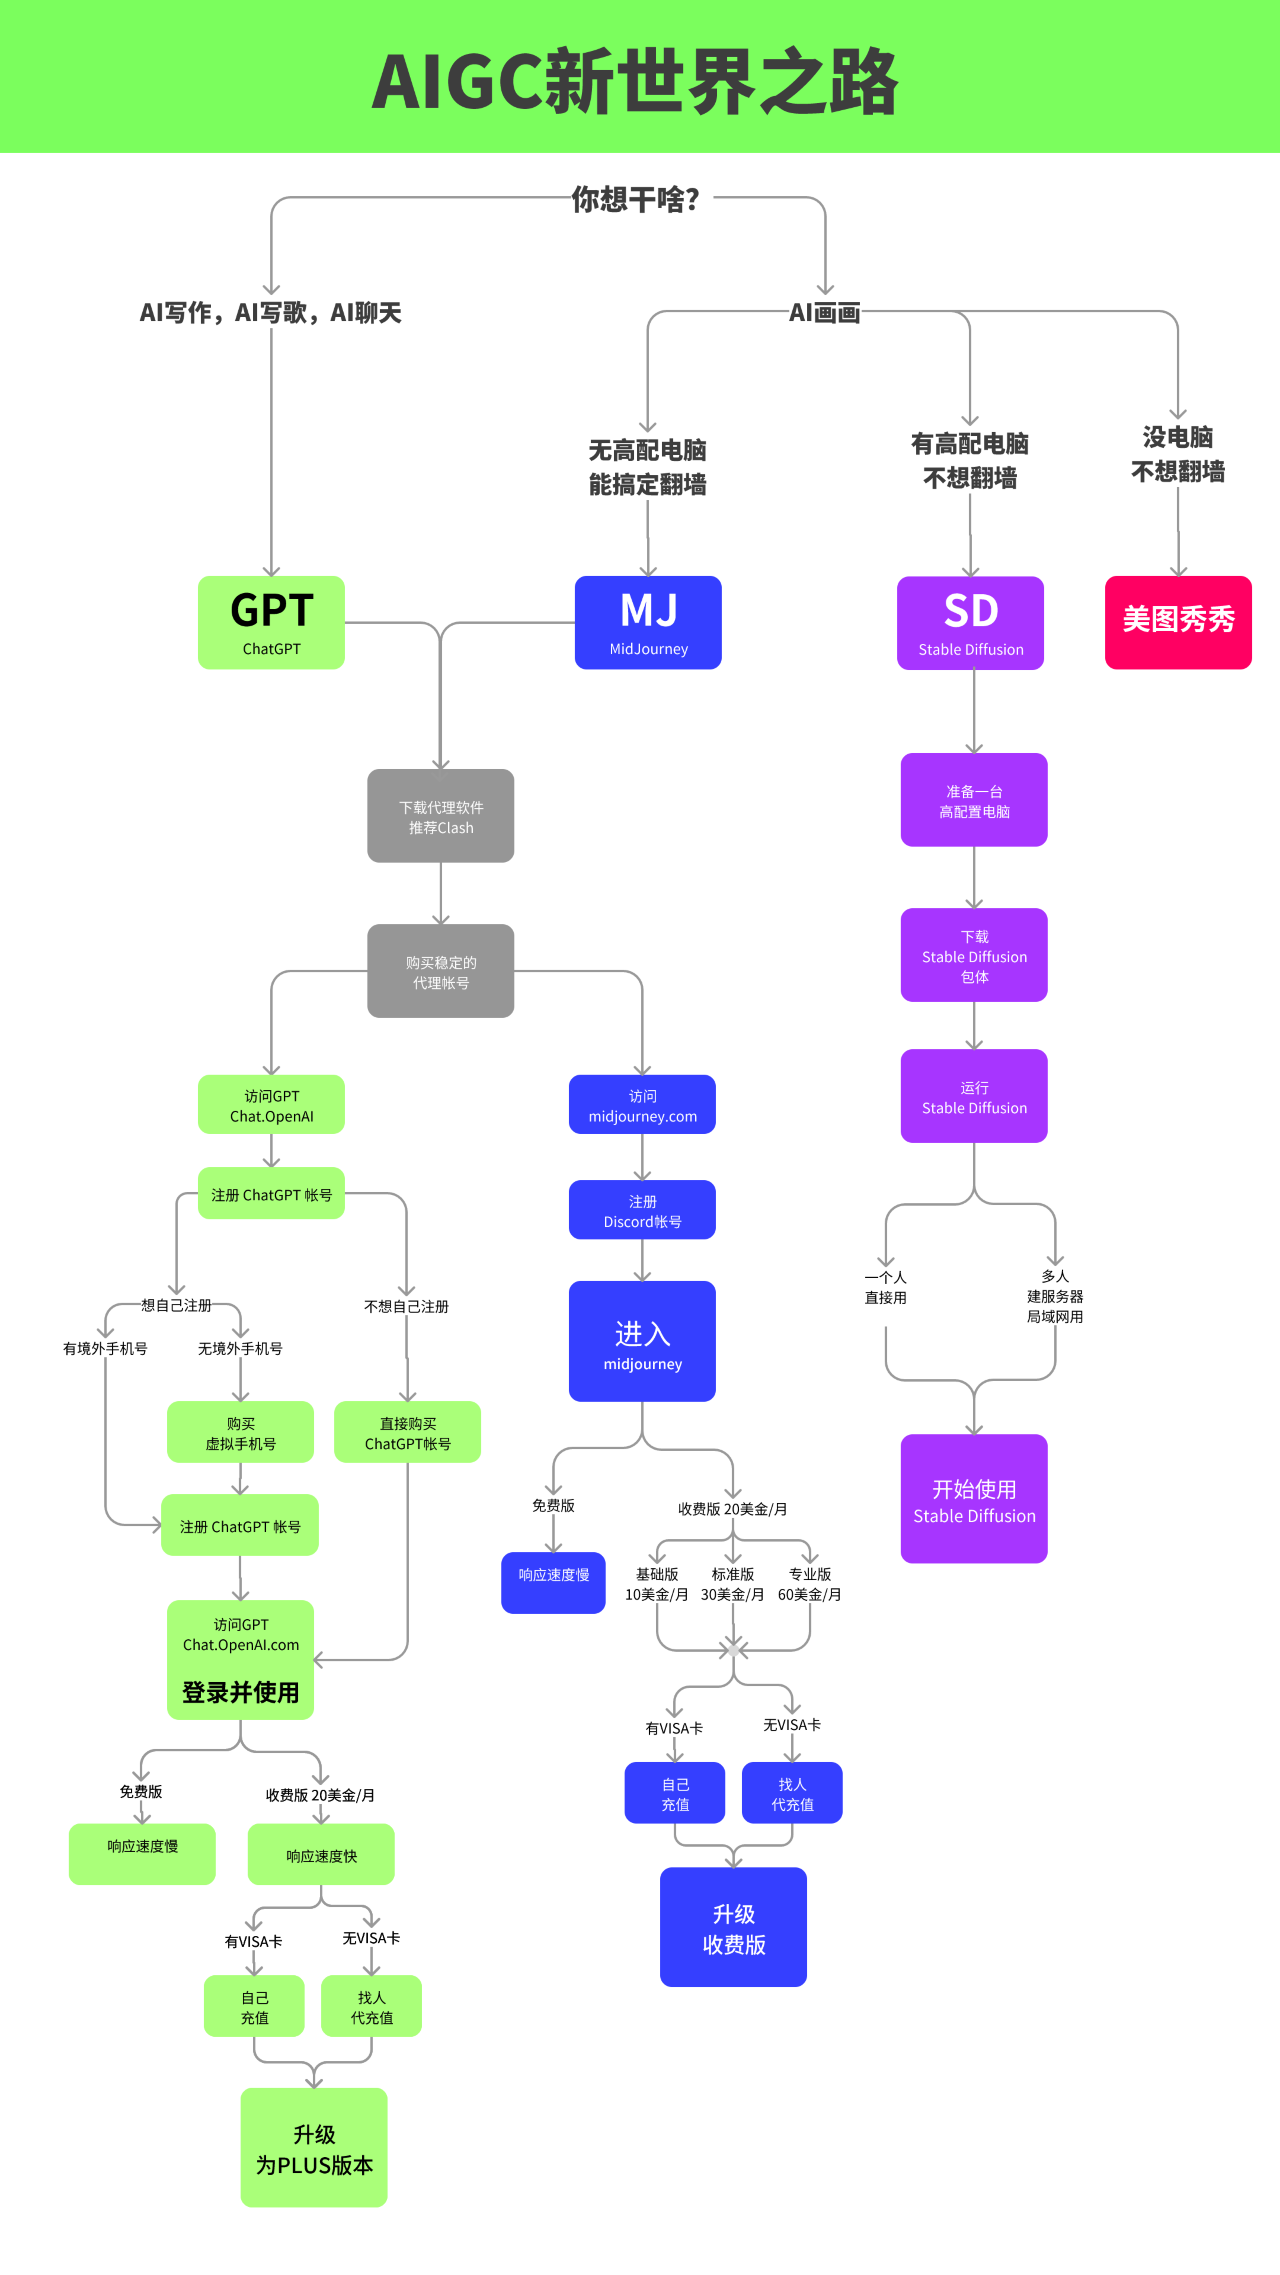 AIGC新世界之路
你想干啥?
AI写作，AI写歌，AI聊天
AI画画
无高配电脑
能搞定翻墙
有高配电脑
不想翻墙
没电脑
不想翻墙
GPT
ChatGPT
MJ
MidJourney
SD
Stable Diffusion
美图秀秀
下载代理软件
推荐Clash
购买稳定的
代理帐号
准备一台
高配置电脑
下载
Stable Diffusion
包体
运行
Stable Diffusion
一个人
直接用
多人
建服务器
局域网用
开始使用
Stable Diffusion
访问GPT
Chat.OpenAI
注册 ChatGPT 帐号
想自己注册
不想自己注册
有境外手机号
无境外手机号
购买
虚拟手机号
直接购买
ChatGPT帐号
注册 ChatGPT 帐号
访问GPT
Chat.OpenAI.com
登录并使用
免费版
收费版 20美金/月
响应速度慢
响应速度快
有VISA卡
无VISA卡
自己
充值
找人
代充值
升级
为PLUS版本
访问
midjourney.com
注册
Discord帐号
进入
midjourney
免费版
收费版 20美金/月
响应速度慢
基础版
10美金/月
标准版
30美金/月
专业版
60美金/月
有VISA卡
无VISA卡
自己
充值
找人
代充值
升级
收费版